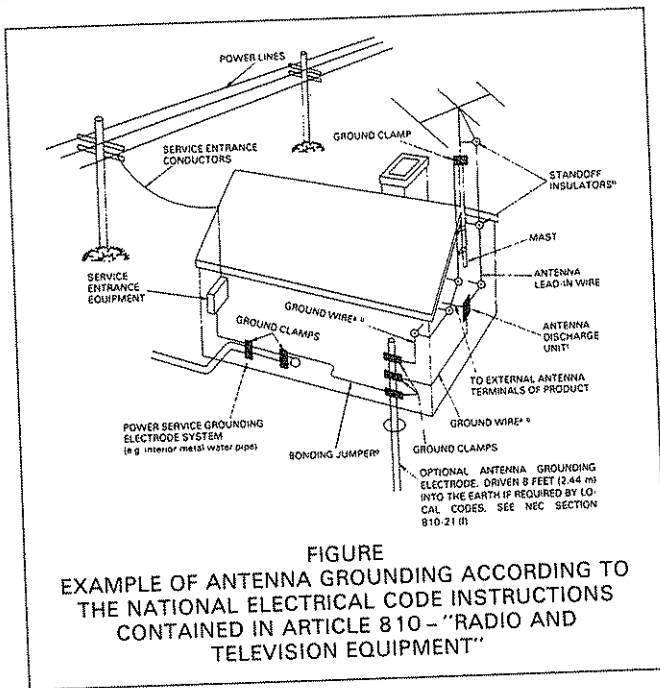 POWER LINES
SERVICE ENTRANCE
CONDUCTORS
GROUND CLAMP
STANDOFF
INSULATORS
MAST
ANTENNA
LEAD-IN WIRE
ANTENNA
DISCHARGE
UNIT
TO EXTERNAL ANTENNA
TERMINALS OF PRODUCT
SERVICE
ENTRANCE
EQUIPMENT
GROUND WIRE
GROUND CLAMPS
GROUND WIRE
GROUND CLAMPS
POWER SERVICE GROUNDING
ELECTRODE SYSTEM
(e.g. interior metal water pipe)
BONDING JUMPER
OPTIONAL ANTENNA GROUNDING
ELECTRODE. DRIVEN 8 FEET (2.44 m)
INTO THE EARTH IF REQUIRED BY LO-
CAL CODES. SEE NEC SECTION
810-21 (f)
FIGURE
EXAMPLE OF ANTENNA GROUNDING ACCORDING TO
THE NATIONAL ELECTRICAL CODE INSTRUCTIONS
CONTAINED IN ARTICLE 810 – "RADIO AND
TELEVISION EQUIPMENT"